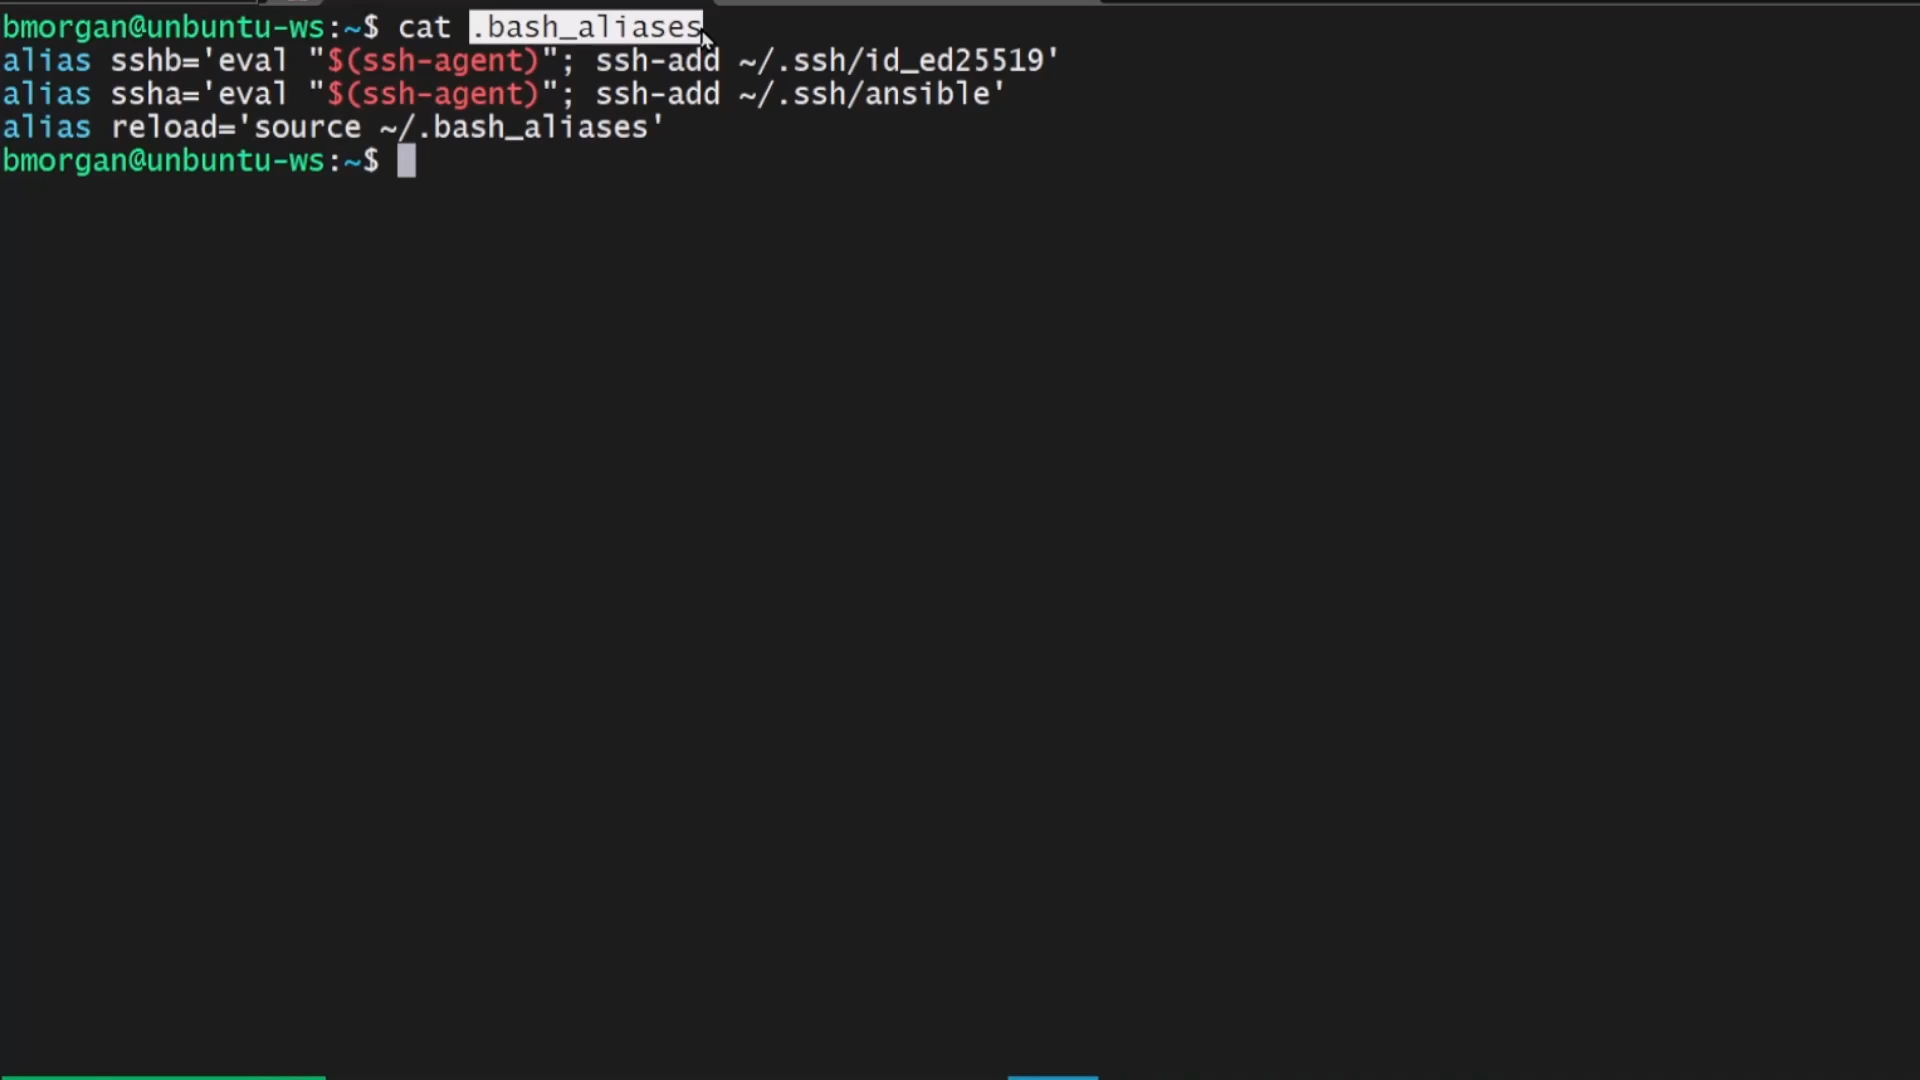 bmorgan@unbuntu-ws:~$ cat .bash_aliases
alias sshb='eval "$(ssh-agent)"; ssh-add ~/.ssh/id_ed25519'
alias ssha='eval "$(ssh-agent)"; ssh-add ~/.ssh/ansible'
alias reload='source ~/.bash_aliases'
bmorgan@unbuntu-ws:~$